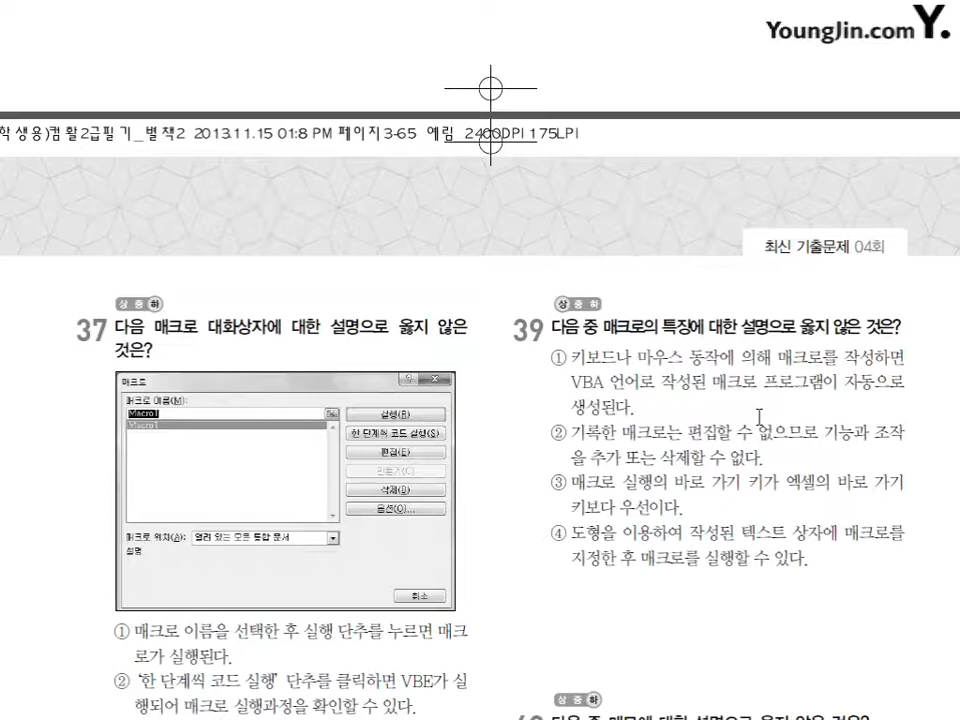 YoungJin.com Y.
학생용)컴활2급필기_별책2 2013.11.15 01:8 PM 페이지3-65 예림 2400DPI 175LPI
최신 기출문제 04회
상 중 하
37 다음 매크로 대화상자에 대한 설명으로 옳지 않은
것은?
매크로
매크로 이름(M):
Macro1
Macro1
실행(R)
한 단계씩 코드 실행(S)
편집(E)
만들기(C)
삭제(D)
옵션(O)...
매크로 위치(A): 열려 있는 모든 통합 문서
설명
취소
① 매크로 이름을 선택한 후 실행 단추를 누르면 매크
로가 실행된다.
② ‘한 단계씩 코드 실행’ 단추를 클릭하면 VBE가 실
행되어 매크로 실행과정을 확인할 수 있다.
상 중 하
39 다음 중 매크로의 특징에 대한 설명으로 옳지 않은 것은?
① 키보드나 마우스 동작에 의해 매크로를 작성하면
VBA 언어로 작성된 매크로 프로그램이 자동으로
생성된다.
② 기록한 매크로는 편집할 수 없으므로 기능과 조작
을 추가 또는 삭제할 수 없다.
③ 매크로 실행의 바로 가기 키가 엑셀의 바로 가기
키보다 우선이다.
④ 도형을 이용하여 작성된 텍스트 상자에 매크로를
지정한 후 매크로를 실행할 수 있다.
상 중 하